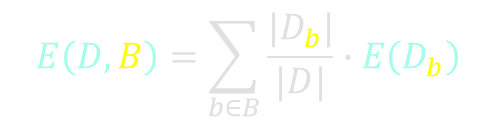 E(D, B) = ∑_{b∈B} |D_b| / |D| · E(D_b)